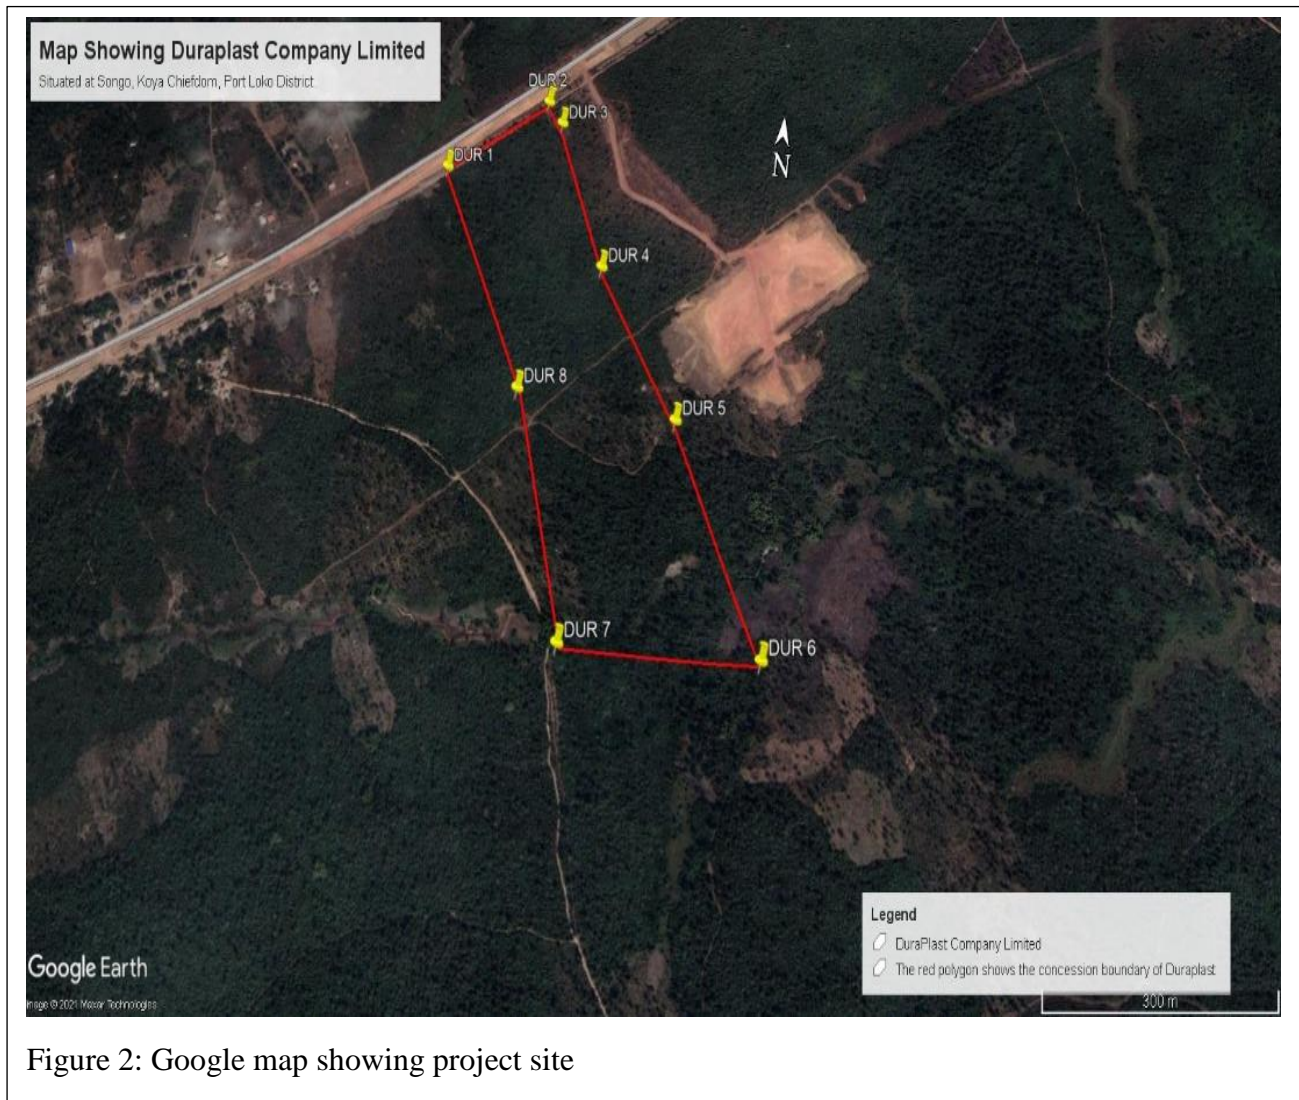 Map Showing Duraplast Company Limited
Situated at Songo, Koya Chiefdom, Port Loko District
DUR 2
DUR 3
DUR 1
N
DUR 4
DUR 8
DUR 5
DUR 7
DUR 6
Legend
DuraPlast Company Limited
The red polygon shows the concession boundary of Duraplast
Google Earth
Image © 2021 Maxar Technologies
300 m
Figure 2: Google map showing project site